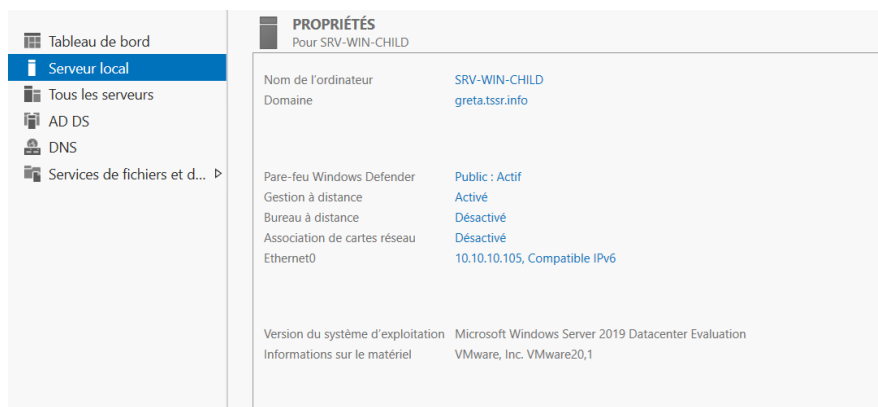 Tableau de bord
Serveur local
Tous les serveurs
AD DS
DNS
Services de fichiers et d...
PROPRIÉTÉS
Pour SRV-WIN-CHILD
Nom de l'ordinateur SRV-WIN-CHILD
Domaine greta.tssr.info
Pare-feu Windows Defender Public : Actif
Gestion à distance Activé
Bureau à distance Désactivé
Association de cartes réseau Désactivé
Ethernet0 10.10.10.105, Compatible IPv6
Version du système d'exploitation Microsoft Windows Server 2019 Datacenter Evaluation
Informations sur le matériel VMware, Inc. VMware20,1